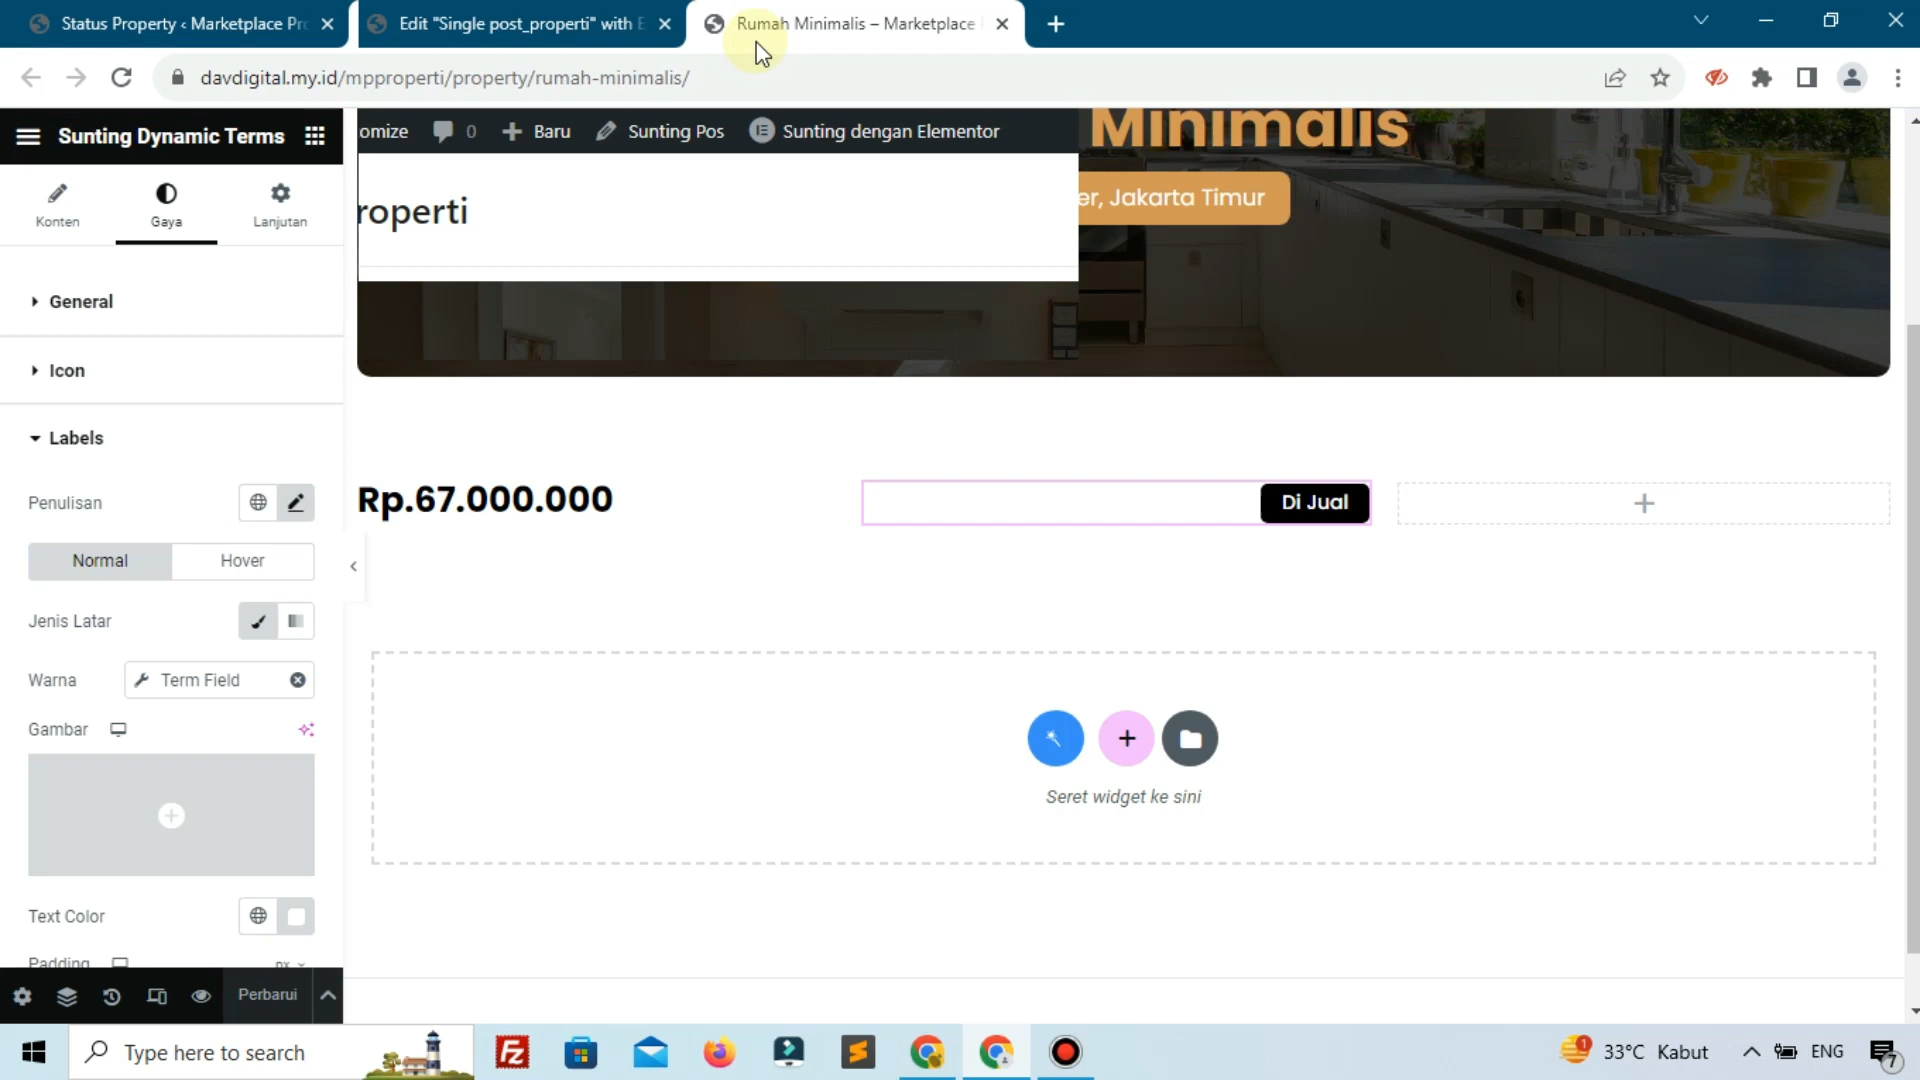 Status Property ‹ Marketplace Pr
Edit "Single post_properti" with E
Rumah Minimalis – Marketplace
davdigital.my.id/mpproperti/property/rumah-minimalis/
Sunting Dynamic Terms
omize
0
Baru
Sunting Pos
Sunting dengan Elementor
Minimalis
er, Jakarta Timur
roperti
Konten
Gaya
Lanjutan
General
Icon
Labels
Penulisan
Normal
Hover
Jenis Latar
Warna
Term Field
Gambar
Text Color
Padding
px
Rp.67.000.000
Di Jual
Seret widget ke sini
Perbarui
Type here to search
1
33°C Kabut
ENG
7